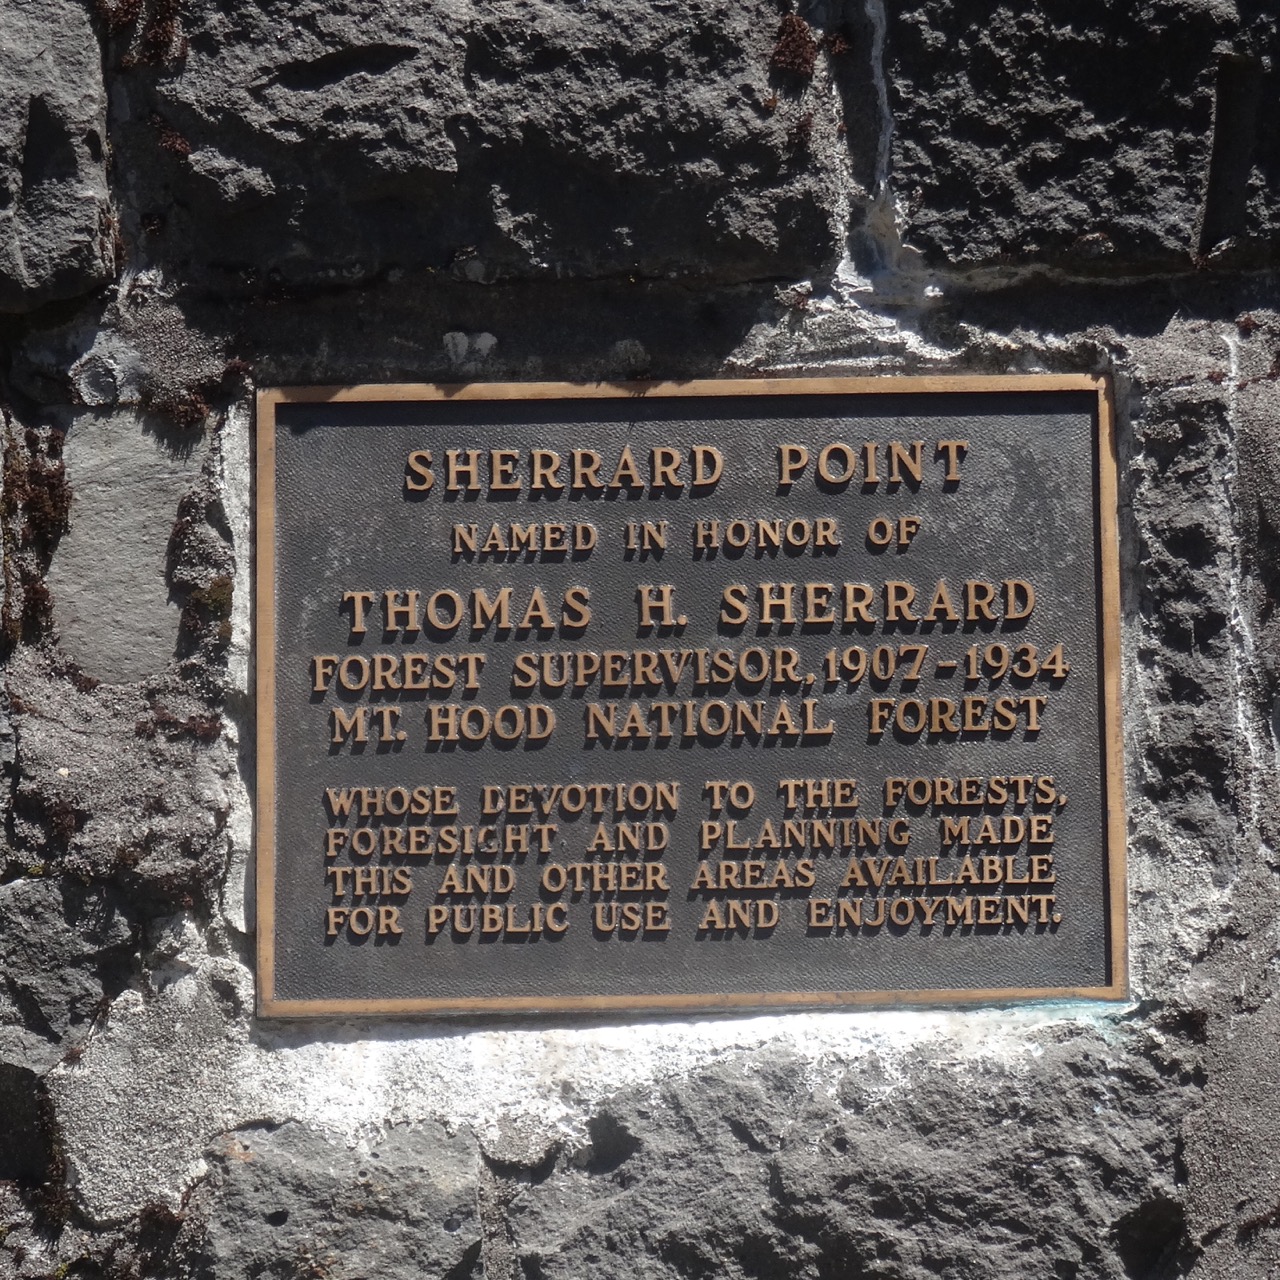 SHERRARD POINT
NAMED IN HONOR OF
THOMAS H. SHERRARD
FOREST SUPERVISOR, 1907-1934
MT. HOOD NATIONAL FOREST
WHOSE DEVOTION TO THE FORESTS,
FORESIGHT AND PLANNING MADE
THIS AND OTHER AREAS AVAILABLE
FOR PUBLIC USE AND ENJOYMENT.